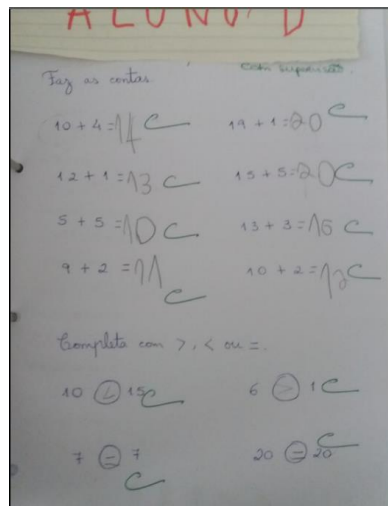 ALUNO D
Com supervisão.
Faz as contas.
10 + 4 = 14 C 19 + 1 = 20 C
12 + 1 = 13 C 15 + 5 = 20 C
5 + 5 = 10 C 13 + 3 = 16 C
9 + 2 = 11 C 10 + 2 = 12 C
Completa com >, < ou =.
10 < 15 C 6 > 1 C
7 = 7 C 20 = 20 C